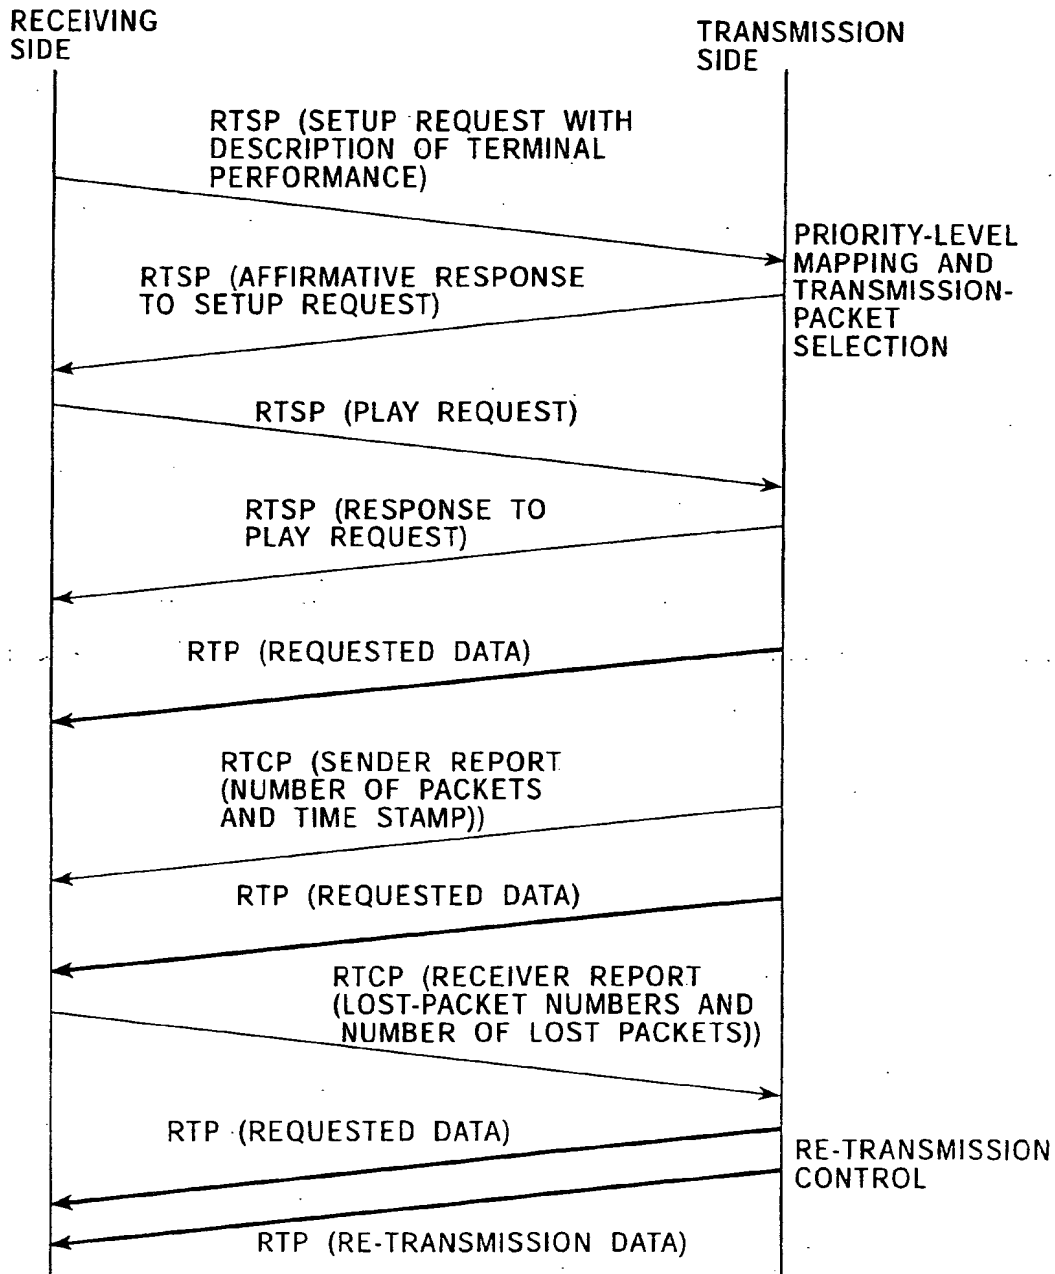 RECEIVING
SIDE
TRANSMISSION
SIDE
RTSP (SETUP REQUEST WITH
DESCRIPTION OF TERMINAL
PERFORMANCE)
PRIORITY-LEVEL
MAPPING AND
TRANSMISSION-
PACKET
SELECTION
RTSP (AFFIRMATIVE RESPONSE
TO SETUP REQUEST)
RTSP (PLAY REQUEST)
RTSP (RESPONSE TO
PLAY REQUEST)
RTP (REQUESTED DATA)
RTCP (SENDER REPORT
(NUMBER OF PACKETS
AND TIME STAMP))
RTP (REQUESTED DATA)
RTCP (RECEIVER REPORT
(LOST-PACKET NUMBERS AND
NUMBER OF LOST PACKETS))
RTP (REQUESTED DATA)
RE-TRANSMISSION
CONTROL
RTP (RE-TRANSMISSION DATA)